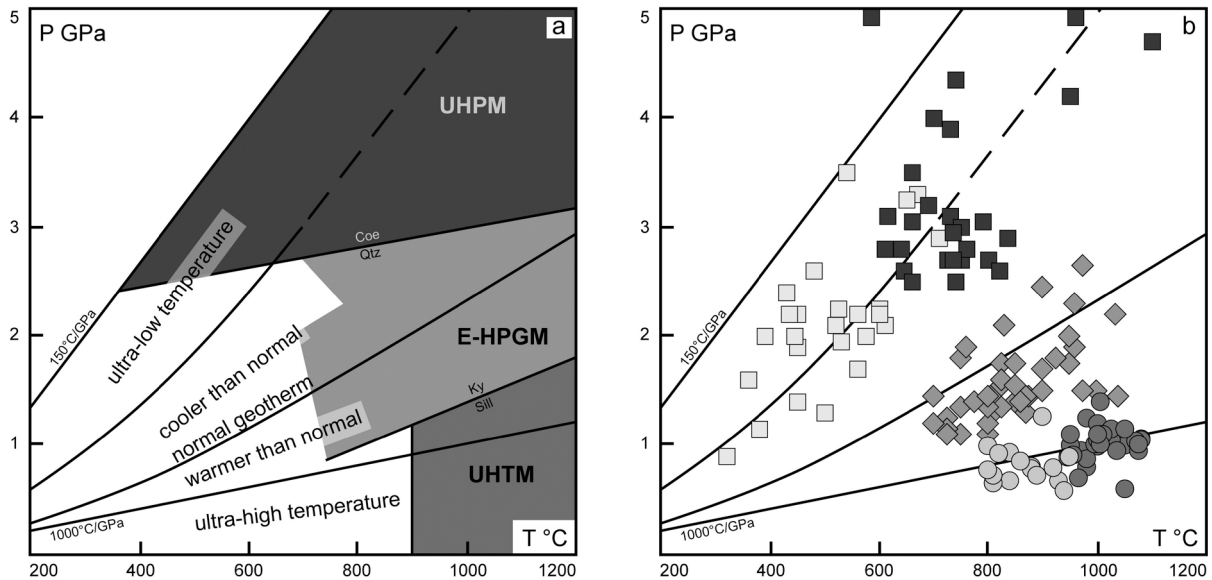 5
P GPa
a
UHPM
4
3
Coe
Qtz
ultra-low temperature
150°C/GPa
2
cooler than normal
E-HPGM
normal geotherm
Ky
Sill
warmer than normal
1
UHTM
ultra-high temperature
1000°C/GPa
T °C
200
400
600
800
1000
1200
5
P GPa
b
4
3
150°C/GPa
2
1
1000°C/GPa
T °C
200
400
600
800
1000
1200